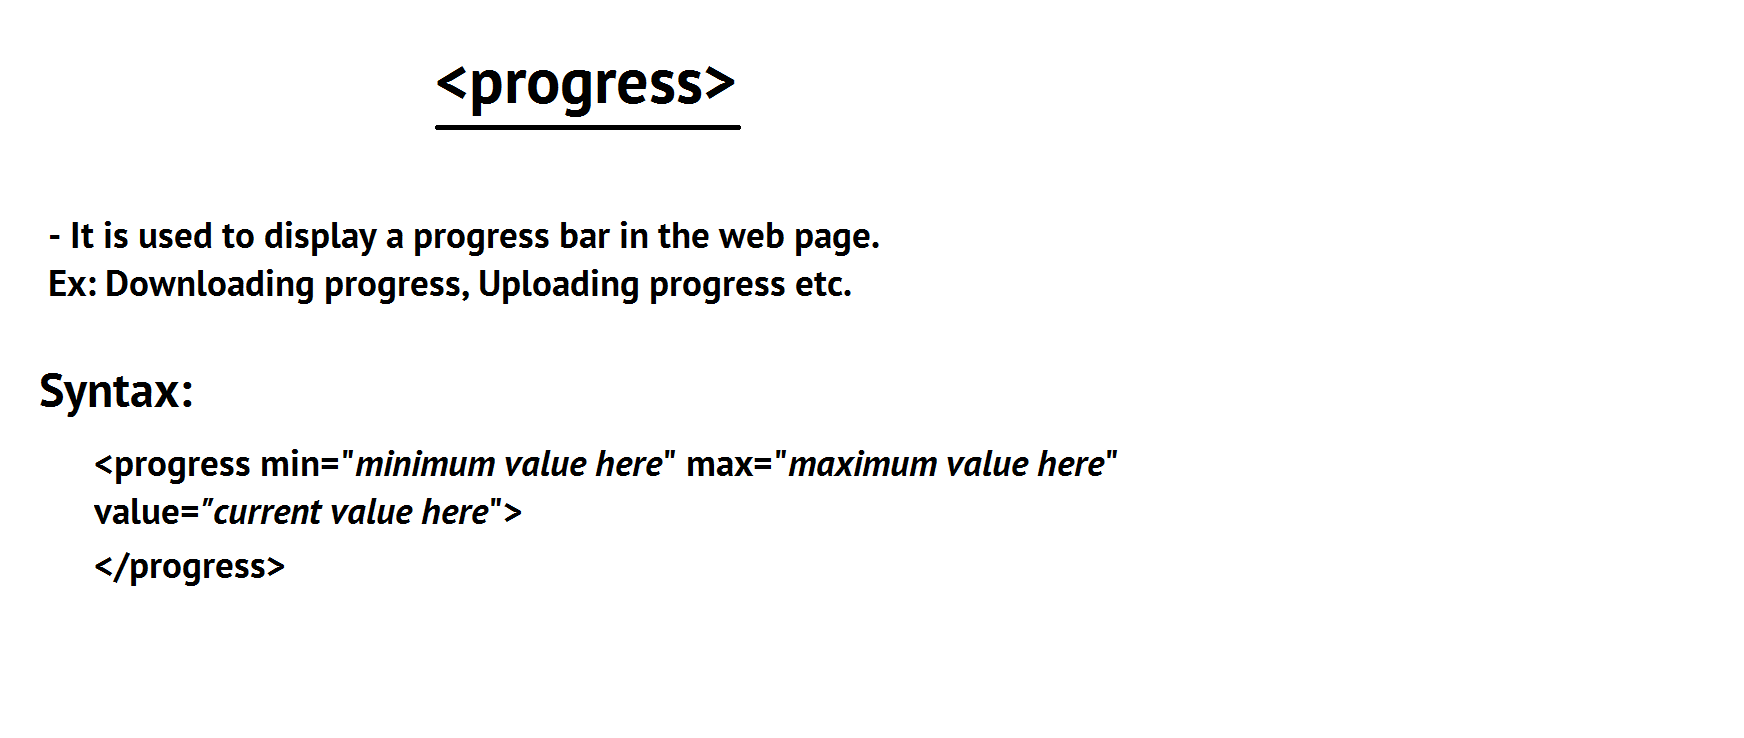 <progress>
- It is used to display a progress bar in the web page.
Ex: Downloading progress, Uploading progress etc.
Syntax:
<progress min="minimum value here" max="maximum value here"
value="current value here">
</progress>